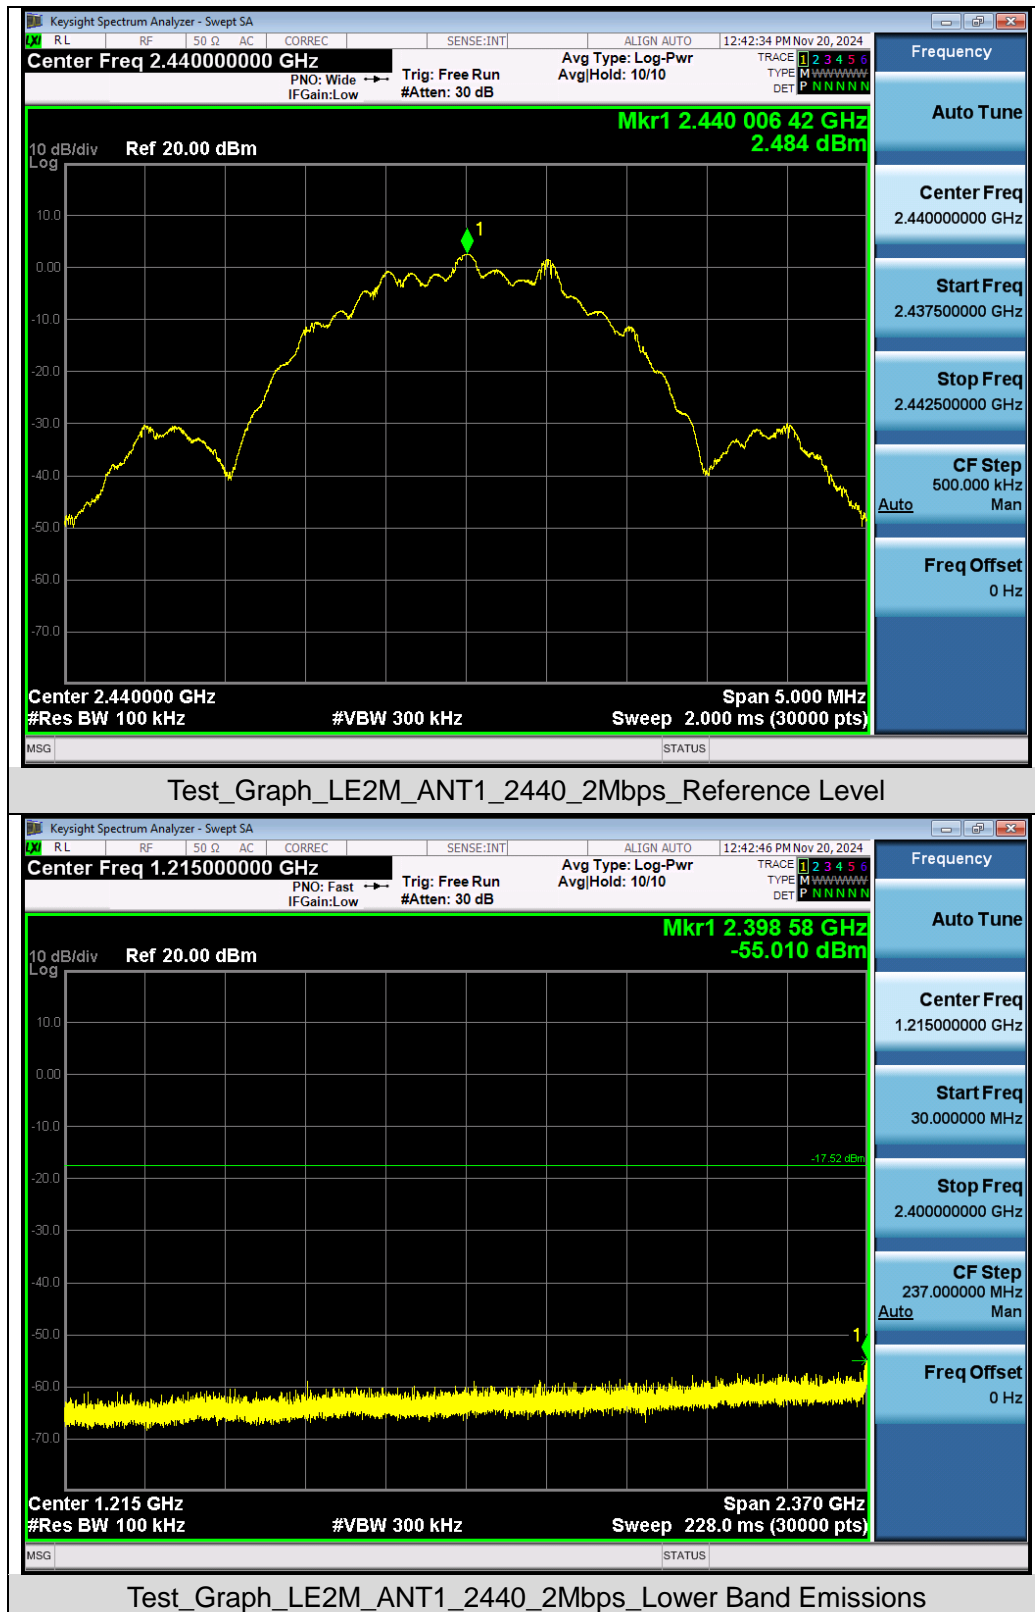 Keysight Spectrum Analyzer - Swept SA
LXI RL RF 50 Ω AC CORREC SENSE:INT ALIGN AUTO 12:42:34 PM Nov 20, 2024
Center Freq 2.440000000 GHz
PNO: Wide
IFGain:Low
Trig: Free Run
#Atten: 30 dB
Avg Type: Log-Pwr
Avg|Hold: 10/10
TRACE 1 2 3 4 5 6
TYPE M W W W W W
DET P N N N N N
Mkr1 2.440 006 42 GHz
2.484 dBm
10 dB/div Ref 20.00 dBm
Log
1
10.0
0.00
-10.0
-20.0
-30.0
-40.0
-50.0
-60.0
-70.0
Center 2.440000 GHz Span 5.000 MHz
#Res BW 100 kHz #VBW 300 kHz Sweep 2.000 ms (30000 pts)
MSG STATUS
Frequency
Auto Tune
Center Freq
2.440000000 GHz
Start Freq
2.437500000 GHz
Stop Freq
2.442500000 GHz
CF Step
500.000 kHz
Auto Man
Freq Offset
0 Hz
Test_Graph_LE2M_ANT1_2440_2Mbps_Reference Level
Keysight Spectrum Analyzer - Swept SA
LXI RL RF 50 Ω AC CORREC SENSE:INT ALIGN AUTO 12:42:46 PM Nov 20, 2024
Center Freq 1.215000000 GHz
PNO: Fast
IFGain:Low
Trig: Free Run
#Atten: 30 dB
Avg Type: Log-Pwr
Avg|Hold: 10/10
TRACE 1 2 3 4 5 6
TYPE M W W W W W
DET P N N N N N
Mkr1 2.398 58 GHz
-55.010 dBm
10 dB/div Ref 20.00 dBm
Log
10.0
0.00
-10.0
-17.52 dBm
-20.0
-30.0
-40.0
-50.0
1
-60.0
-70.0
Center 1.215 GHz Span 2.370 GHz
#Res BW 100 kHz #VBW 300 kHz Sweep 228.0 ms (30000 pts)
MSG STATUS
Frequency
Auto Tune
Center Freq
1.215000000 GHz
Start Freq
30.000000 MHz
Stop Freq
2.400000000 GHz
CF Step
237.000000 MHz
Auto Man
Freq Offset
0 Hz
Test_Graph_LE2M_ANT1_2440_2Mbps_Lower Band Emissions